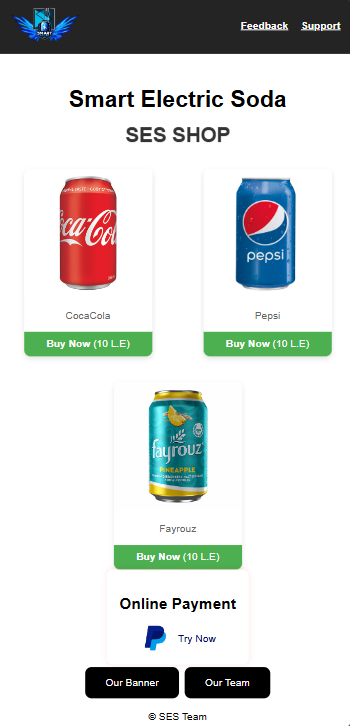 SMART
Feedback Support
Smart Electric Soda
SES SHOP
Coca-Cola
pepsi
CocaCola
Pepsi
Buy Now (10 L.E)
Buy Now (10 L.E)
fayrouz
PINEAPPLE
Fayrouz
Buy Now (10 L.E)
Online Payment
Try Now
Our Banner
Our Team
© SES Team